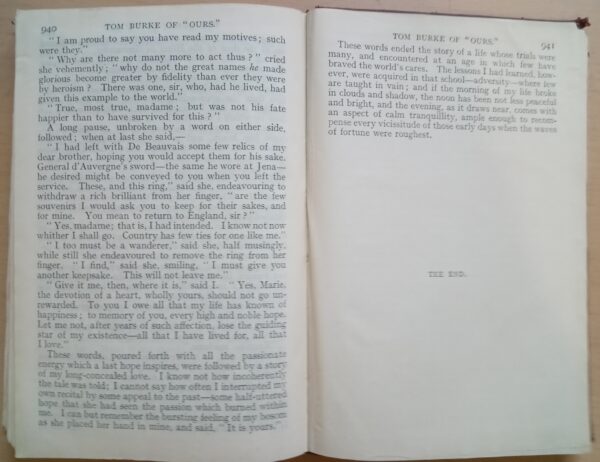 940 TOM BURKE OF "OURS."
"I am proud to say you have read my motives; such
were they."
"Why are there not many more to act thus?" cried
she vehemently; "why do not the great names he made
glorious become greater by fidelity than ever they were
by heroism? There was one, sir, who, had he lived, had
given this example to the world."
"True, most true, madame; but was not his fate
happier than to have survived for this?"
A long pause, unbroken by a word on either side,
followed; when at last she said,—
"I had left with De Beauvais some few relics of my
dear brother, hoping you would accept them for his sake.
General d'Auvergne's sword—the same he wore at Jena—
he desired might be conveyed to you when you left the
service. These, and this ring," said she, endeavouring to
withdraw a rich brilliant from her finger, "are the few
souvenirs I would ask you to keep for their sakes, and
for mine. You mean to return to England, sir?"
"Yes, madame; that is, I had intended. I know not now
whither I shall go. Country has few ties for one like me."
"I too must be a wanderer," said she, half musingly,
while still she endeavoured to remove the ring from her
finger. "I find," said she, smiling, "I must give you
another keepsake. This will not leave me."
"Give it me, then, where it is," said I. "Yes, Marie,
the devotion of a heart, wholly yours, should not go un-
rewarded. To you I owe all that my life has known of
happiness; to memory of you, every high and noble hope.
Let me not, after years of such affection, lose the guiding
star of my existence—all that I have lived for, all that
I love."
These words, poured forth with all the passionate
energy which a last hope inspires, were followed by a story
of my long-concealed love. I know not how incoherently
the tale was told; I cannot say how often I interrupted my
own recital by some appeal to the past—some half-uttered
hope that she had seen the passion which burned within
me. I can but remember the bursting feeling of my bosom
as she placed her hand in mine, and said, "It is yours."
TOM BURKE OF "OURS." 941
These words ended the story of a life whose trials were
many, and encountered at an age in which few have
braved the world's cares. The lessons I had learned, how-
ever, were acquired in that school—adversity—where few
are taught in vain; and if the morning of my life broke
in clouds and shadow, the noon has been not less peaceful
and bright, and the evening, as it draws near, comes with
an aspect of calm tranquillity, ample enough to recom-
pense every vicissitude of those early days when the waves
of fortune were roughest.
THE END.